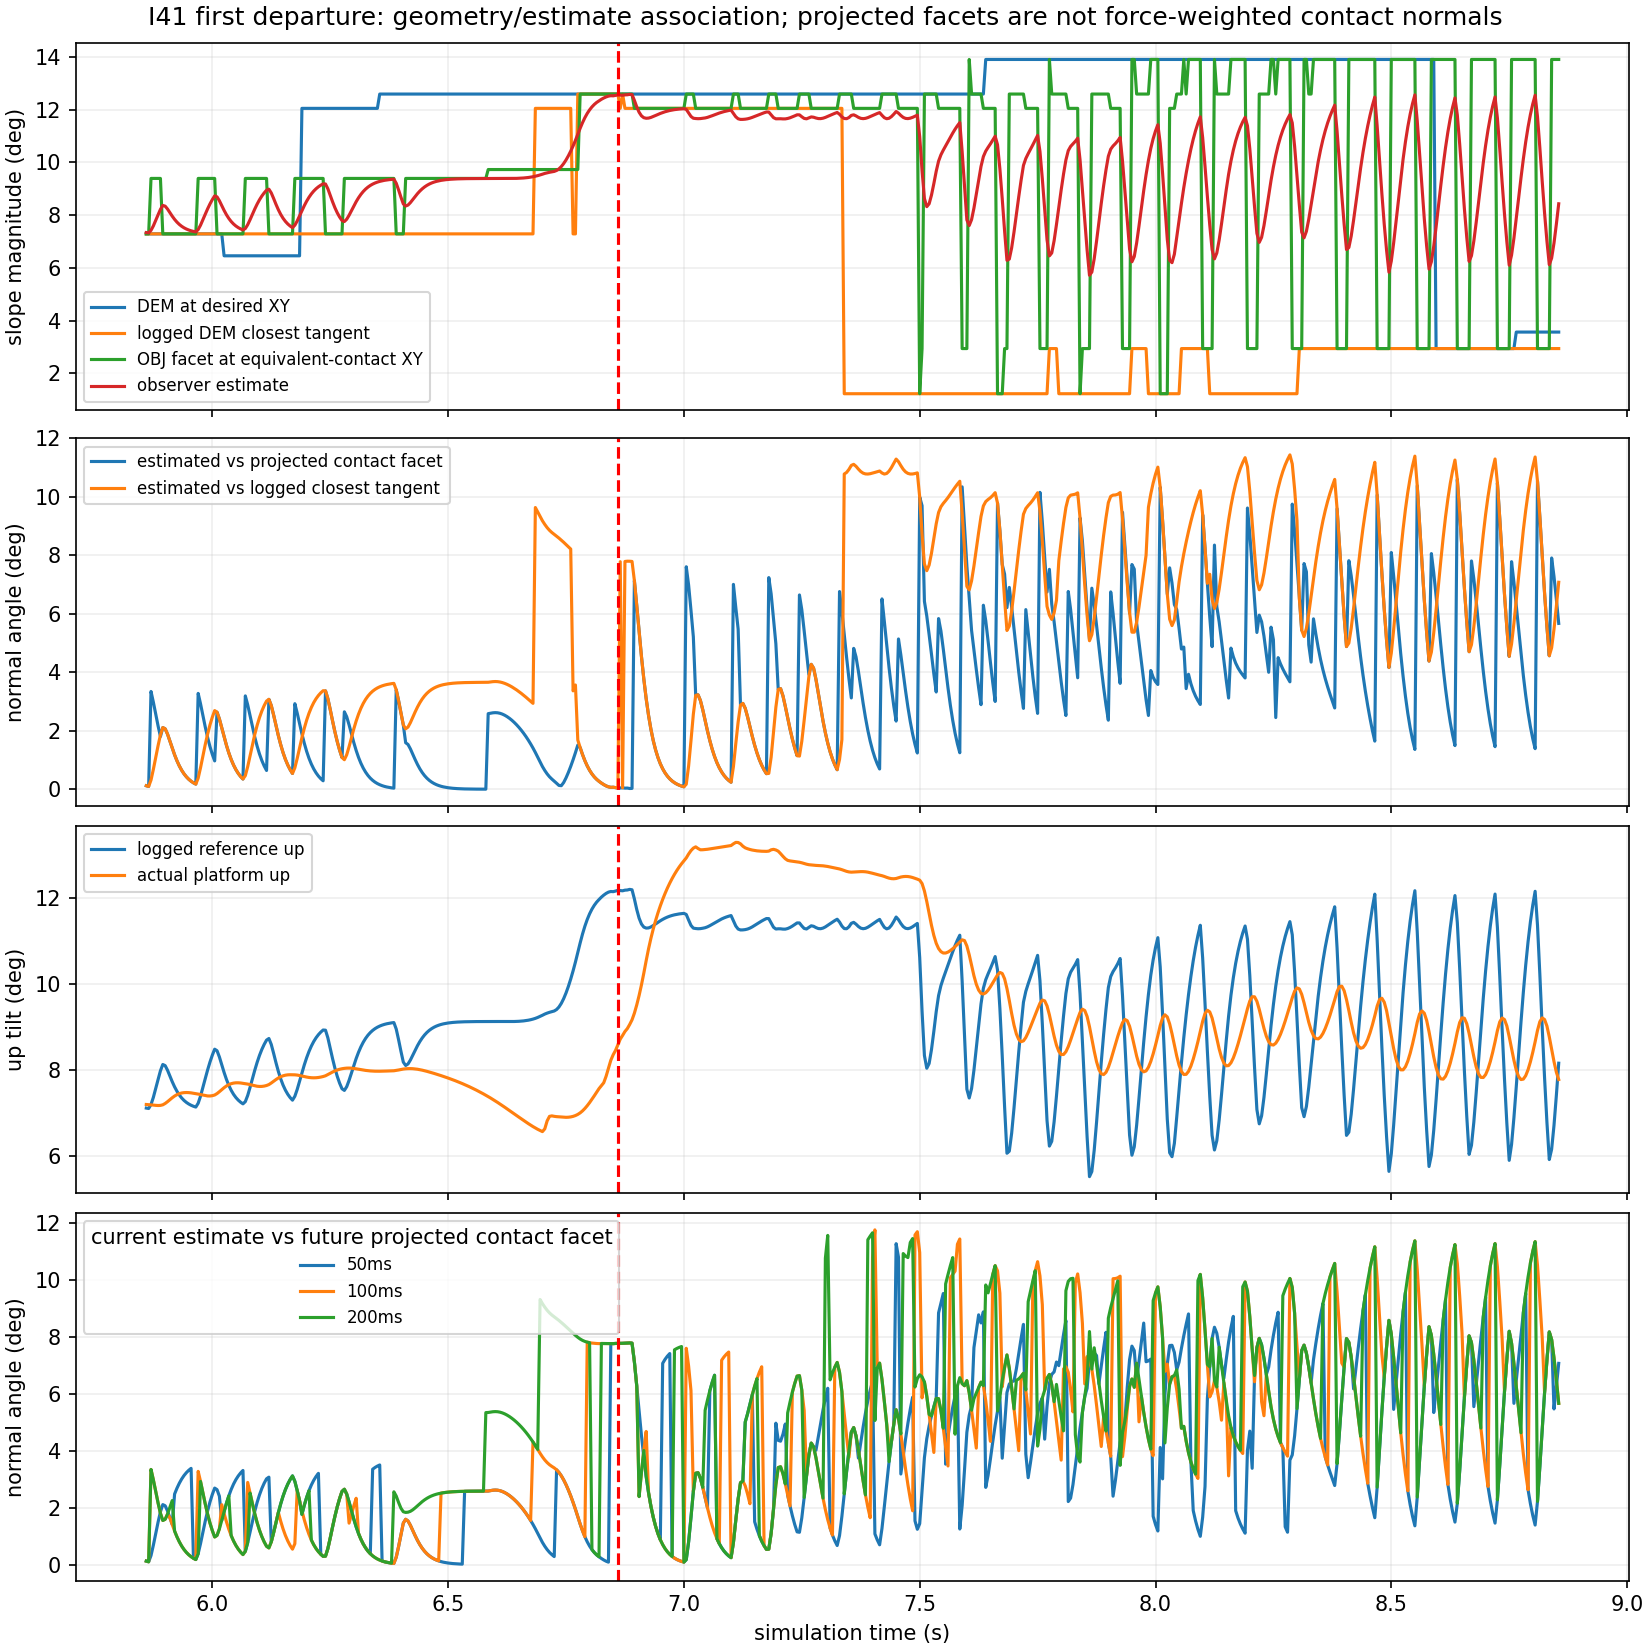 I41 first departure: geometry/estimate association; projected facets are not force-weighted contact normals
slope magnitude (deg)
14
12
10
8
6
4
2
DEM at desired XY
logged DEM closest tangent
OBJ facet at equivalent-contact XY
observer estimate
normal angle (deg)
12
10
8
6
4
2
0
estimated vs projected contact facet
estimated vs logged closest tangent
up tilt (deg)
12
10
8
6
logged reference up
actual platform up
normal angle (deg)
12
10
8
6
4
2
0
current estimate vs future projected contact facet
50ms
100ms
200ms
6.0 6.5 7.0 7.5 8.0 8.5 9.0
simulation time (s)